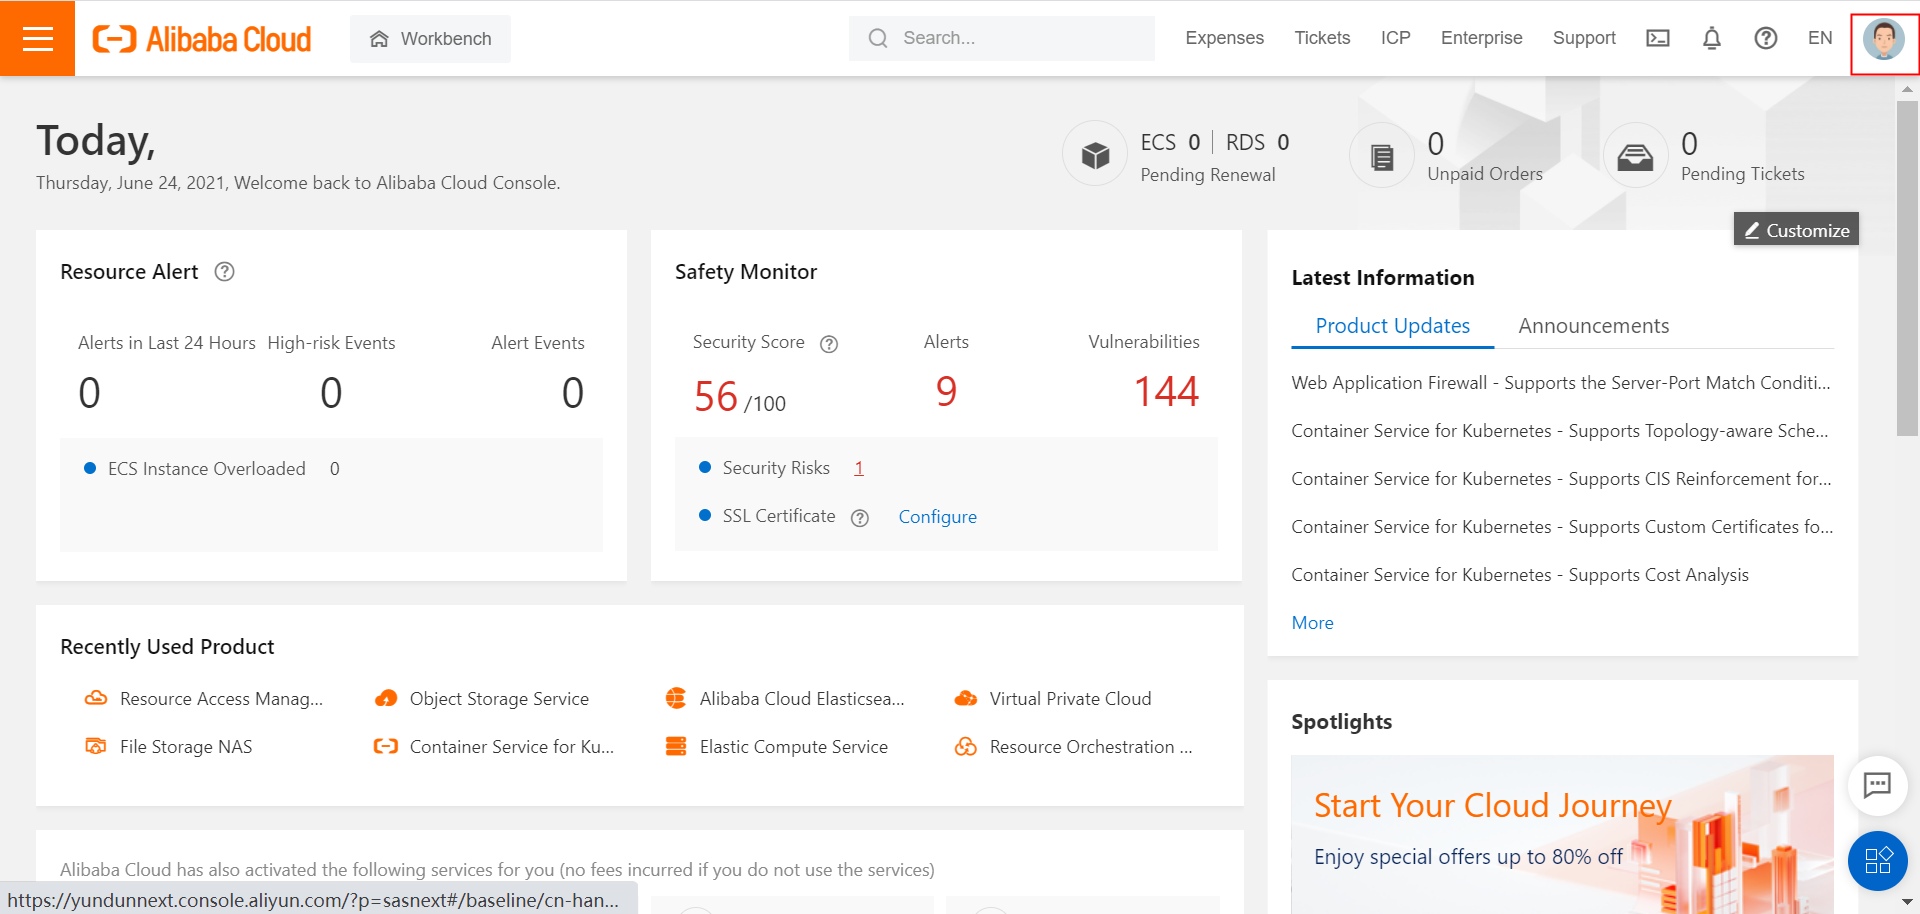 Alibaba Cloud
Workbench
Search...
Expenses
Tickets
ICP
Enterprise
Support
EN
Today,
Thursday, June 24, 2021, Welcome back to Alibaba Cloud Console.
ECS 0 | RDS 0
Pending Renewal
0
Unpaid Orders
0
Pending Tickets
Customize
Resource Alert
Alerts in Last 24 Hours
High-risk Events
Alert Events
0
0
0
ECS Instance Overloaded 0
Safety Monitor
Security Score
Alerts
Vulnerabilities
56 /100
9
144
Security Risks 1
SSL Certificate Configure
Latest Information
Product Updates
Announcements
Web Application Firewall - Supports the Server-Port Match Conditi...
Container Service for Kubernetes - Supports Topology-aware Sche...
Container Service for Kubernetes - Supports CIS Reinforcement for...
Container Service for Kubernetes - Supports Custom Certificates fo...
Container Service for Kubernetes - Supports Cost Analysis
More
Recently Used Product
Resource Access Manag...
Object Storage Service
Alibaba Cloud Elasticsea...
Virtual Private Cloud
File Storage NAS
Container Service for Ku...
Elastic Compute Service
Resource Orchestration ...
Spotlights
Start Your Cloud Journey
Enjoy special offers up to 80% off
Alibaba Cloud has also activated the following services for you (no fees incurred if you do not use the services)
https://yundunnext.console.aliyun.com/?p=sasnext#/baseline/cn-han...